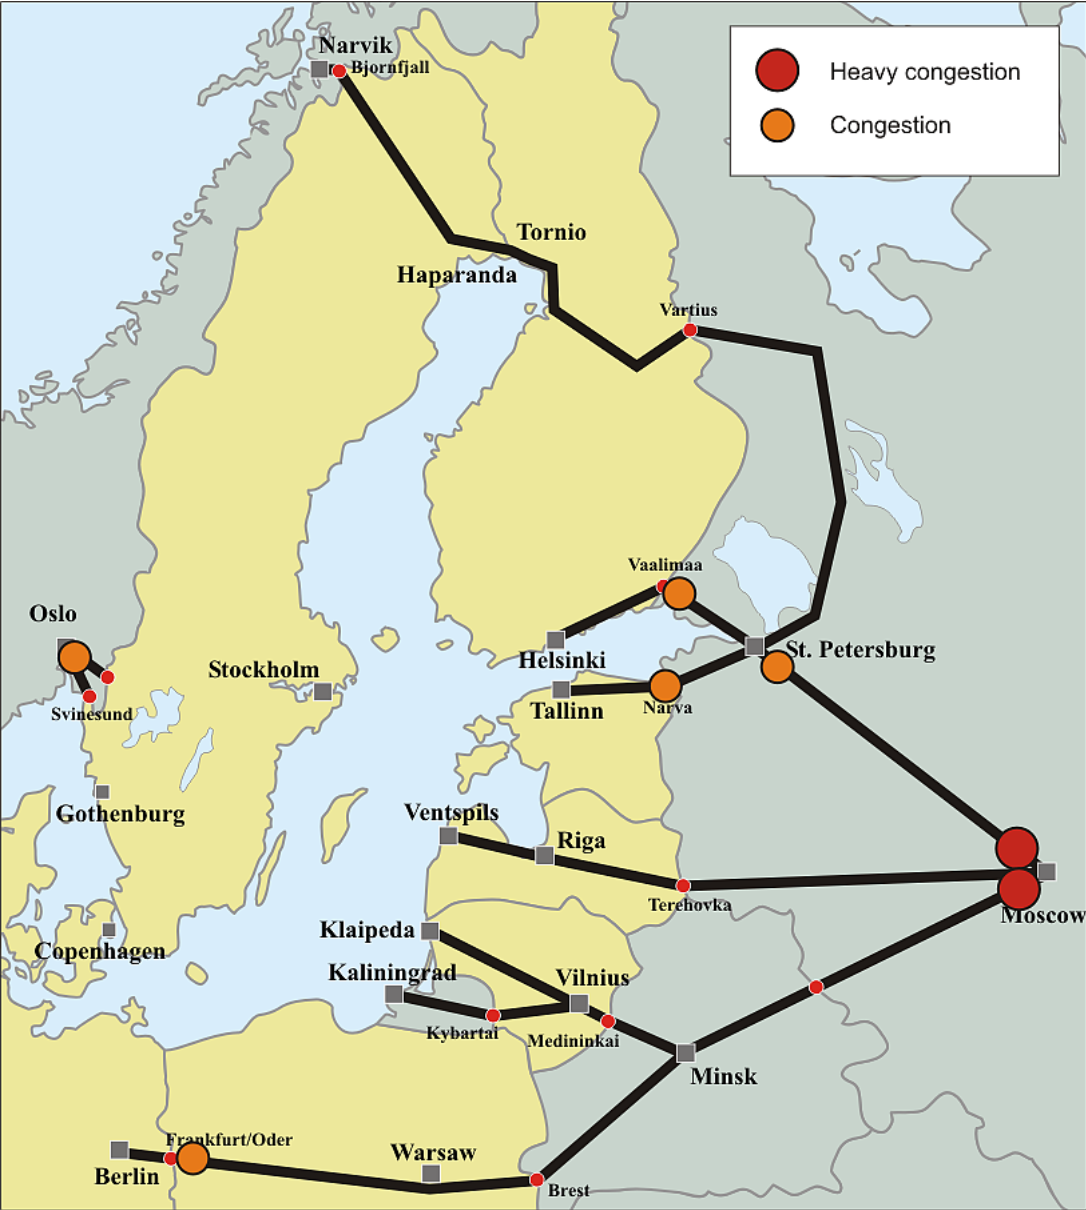 Narvik
Bjornfjall
Heavy congestion
Congestion
Tornio
Haparanda
Vartius
Vaalimaa
Oslo
Helsinki
St. Petersburg
Stockholm
Svinesund
Tallinn
Narva
Gothenburg
Ventspils
Riga
Terehovka
Moscow
Klaipeda
Copenhagen
Kaliningrad
Vilnius
Kybartai
Medininkai
Minsk
Frankfurt/Oder
Berlin
Warsaw
Brest